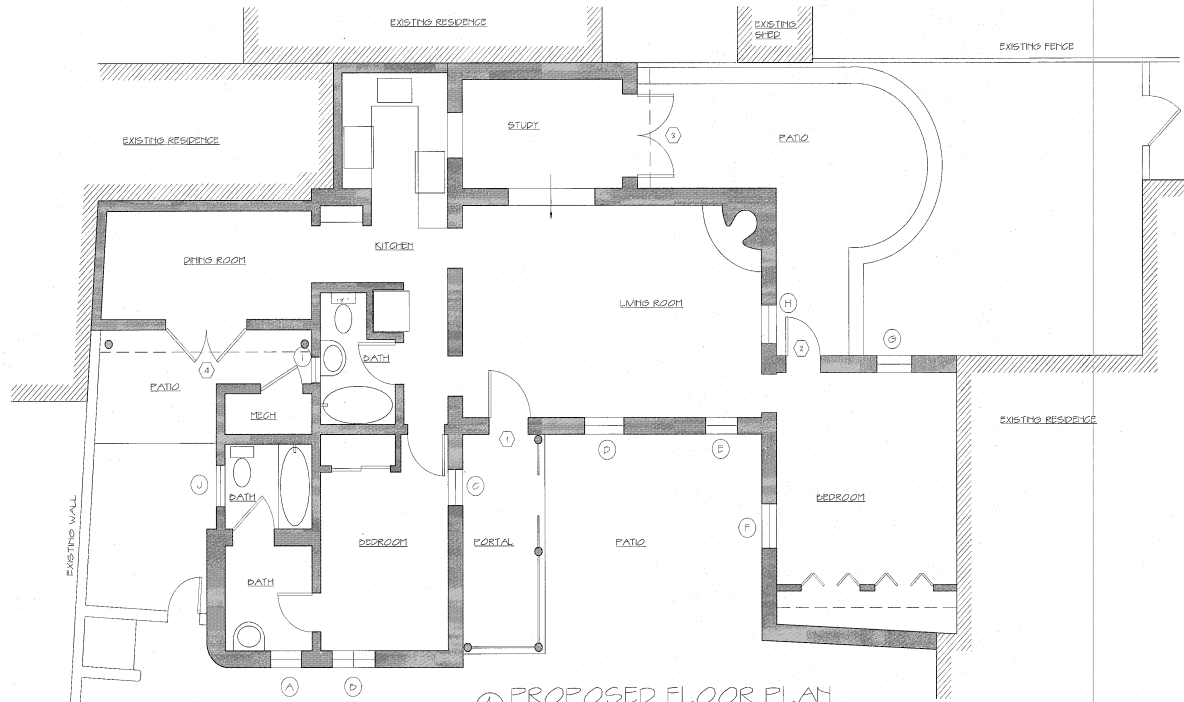 EXISTING RESIDENCE
EXISTING
SHED
EXISTING FENCE
EXISTING RESIDENCE
STUDY
3
PATIO
KITCHEN
DINING ROOM
LIVING ROOM
H
2
G
BATH
I
4
PATIO
MECH
EXISTING RESIDENCE
1
D
E
J
BATH
C
BEDROOM
F
EXISTING WALL
BEDROOM
PORTAL
PATIO
BATH
A
B
1 PROPOSED FLOOR PLAN